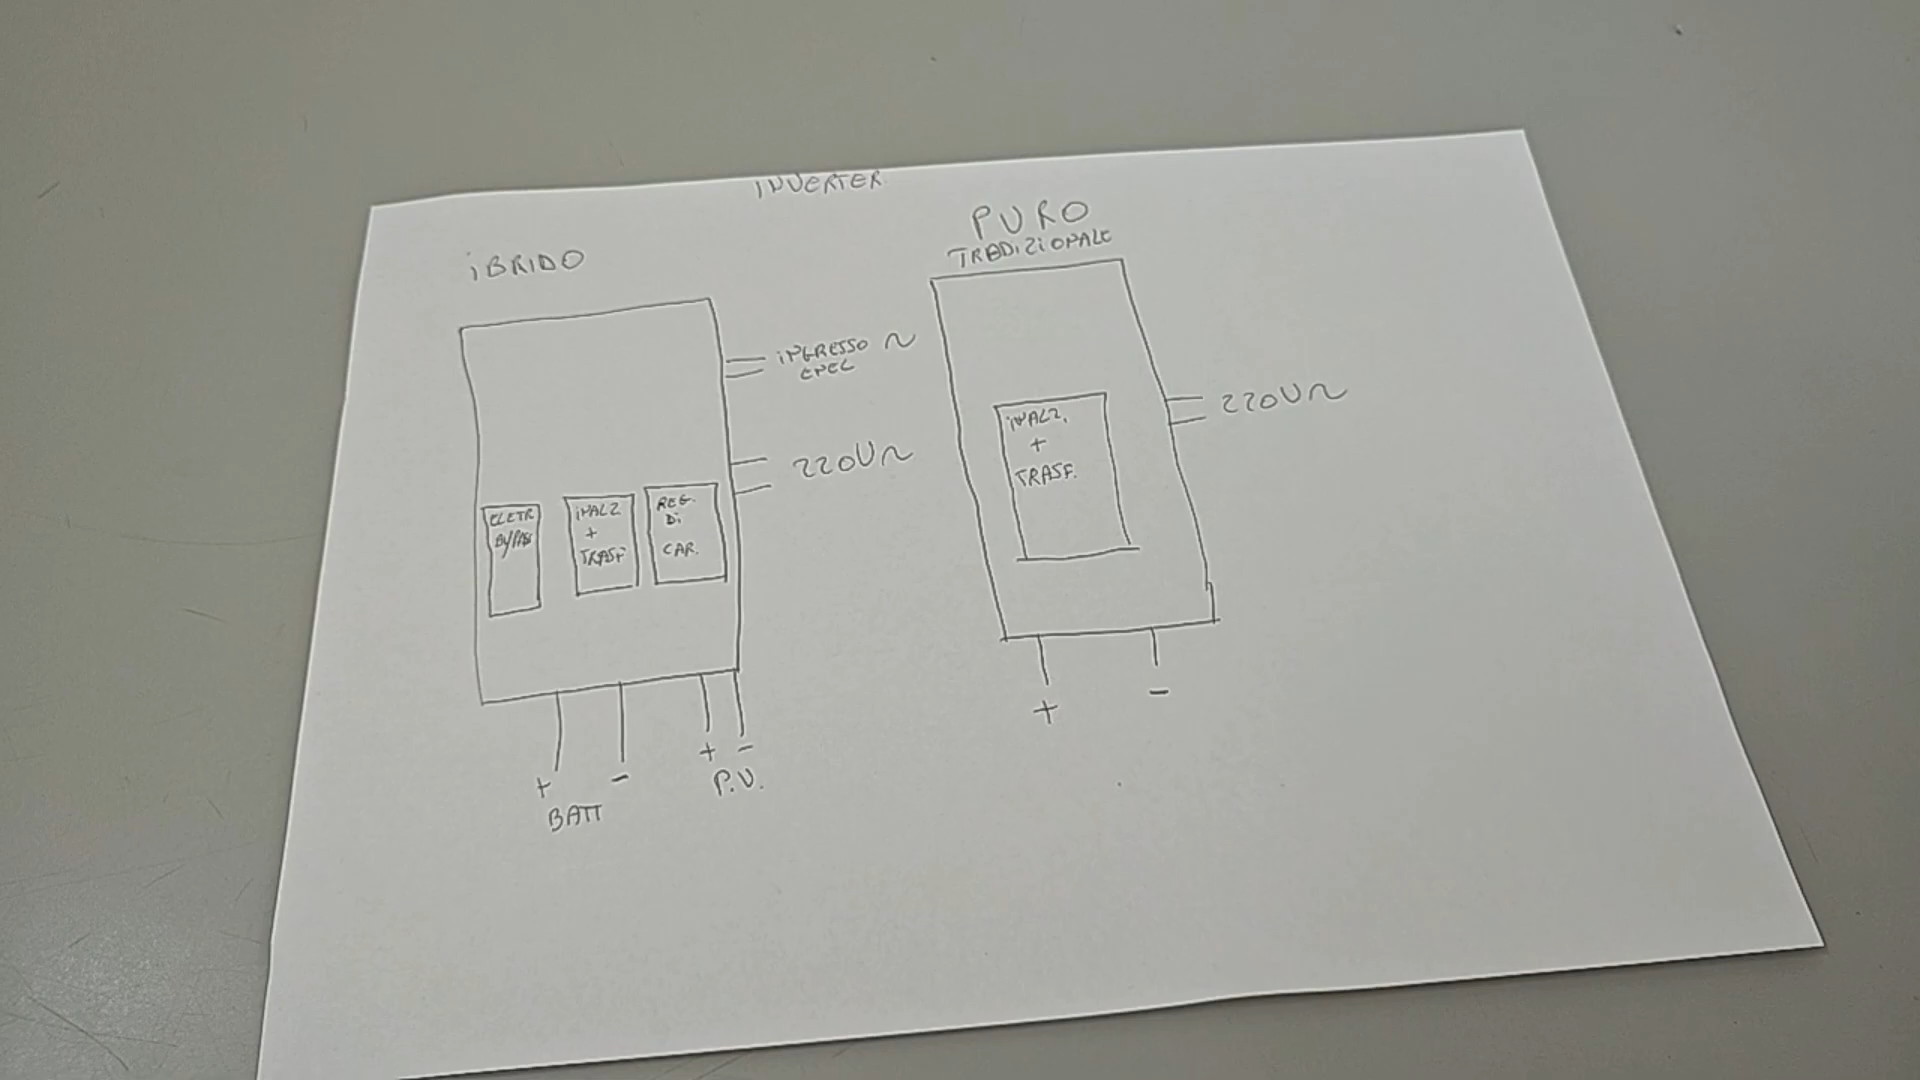 INVERTER
IBRIDO
INGRESSO ~
ENEL
220V~
ELETR
BYPASS
INALZ
+
TRASF
REG.
Di
CAR.
+ -
BATT
+ -
P.V.
PURO
TRADIZIONALE
INALZ.
+
TRASF.
220V~
+ -